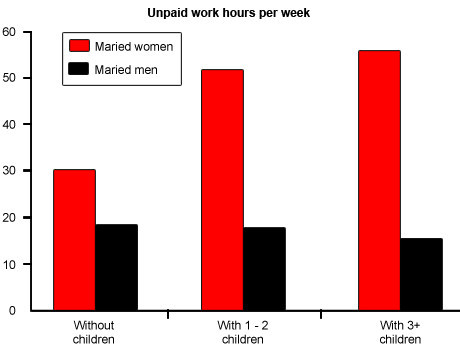 Unpaid work hours per week
Maried women
Maried men
60
50
40
30
20
10
0
Without
children
With 1 - 2
children
With 3+
children